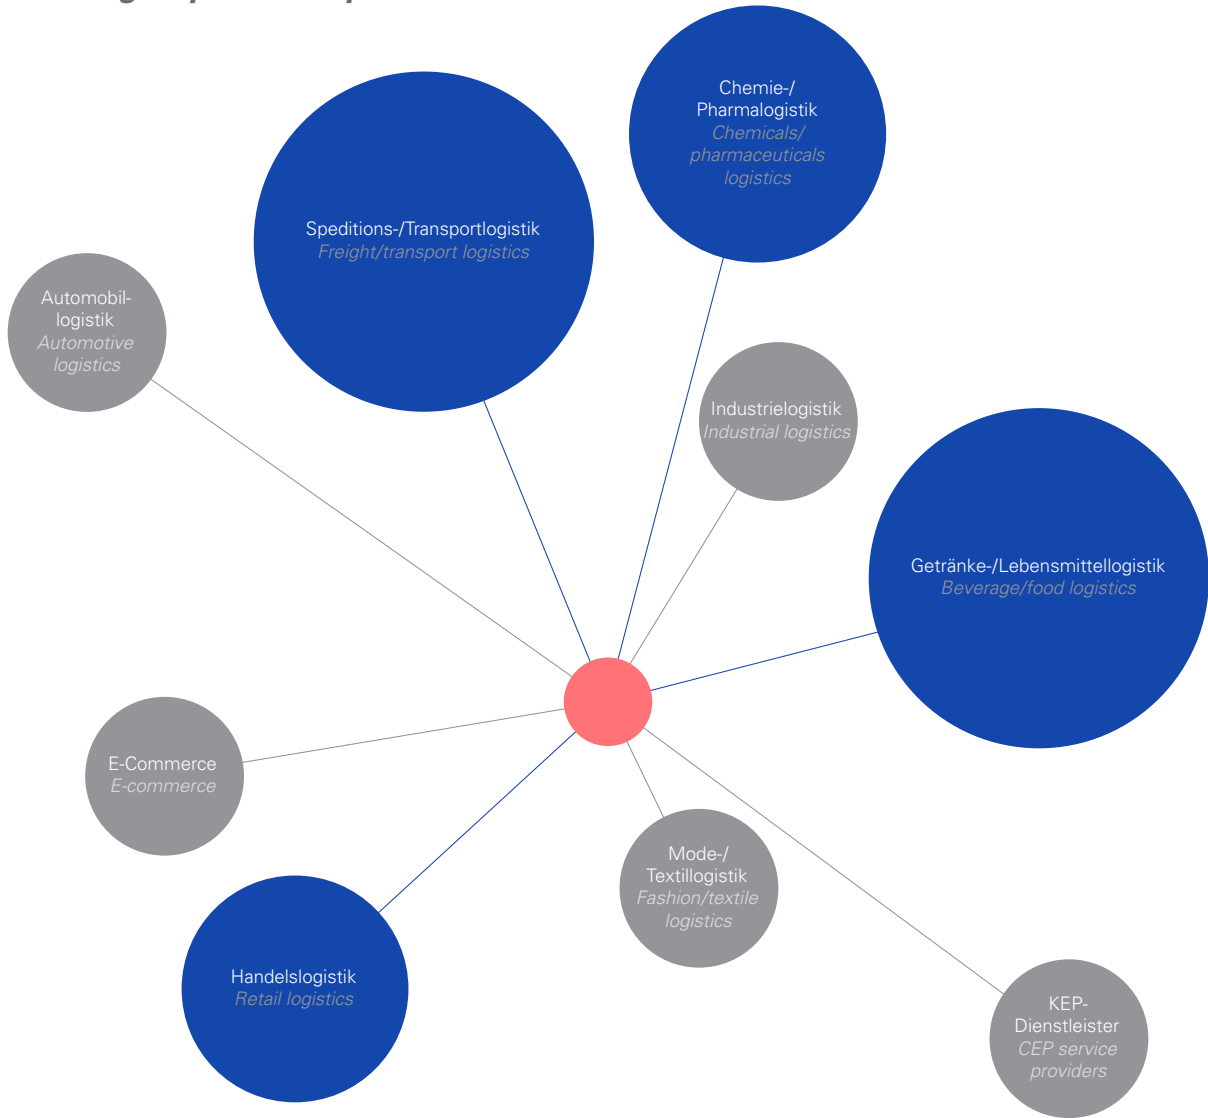 Chemie-/
Pharmalogistik
Chemicals/
pharmaceuticals
logistics
Speditions-/Transportlogistik
Freight/transport logistics
Automobil-
logistik
Automotive
logistics
Industrielogistik
Industrial logistics
Getränke-/Lebensmittellogistik
Beverage/food logistics
E-Commerce
E-commerce
Mode-/
Textillogistik
Fashion/textile
logistics
Handelslogistik
Retail logistics
KEP-
Dienstleister
CEP service
providers